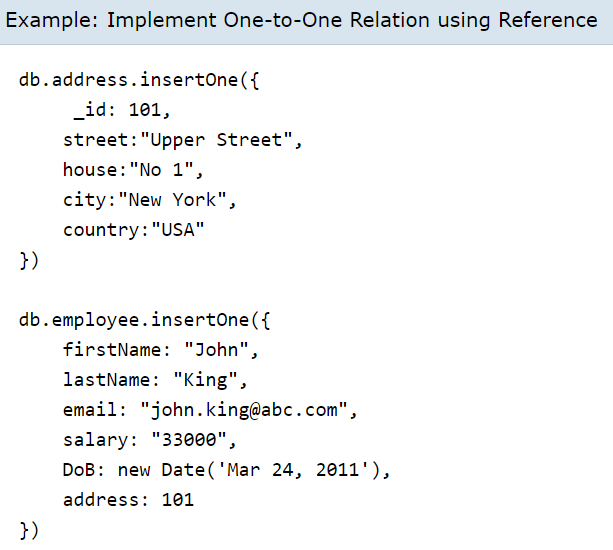 Example: Implement One-to-One Relation using Reference
db.address.insertOne({
_id: 101,
street:"Upper Street",
house:"No 1",
city:"New York",
country:"USA"
})
db.employee.insertOne({
firstName: "John",
lastName: "King",
email: "john.king@abc.com",
salary: "33000",
DoB: new Date('Mar 24, 2011'),
address: 101
})